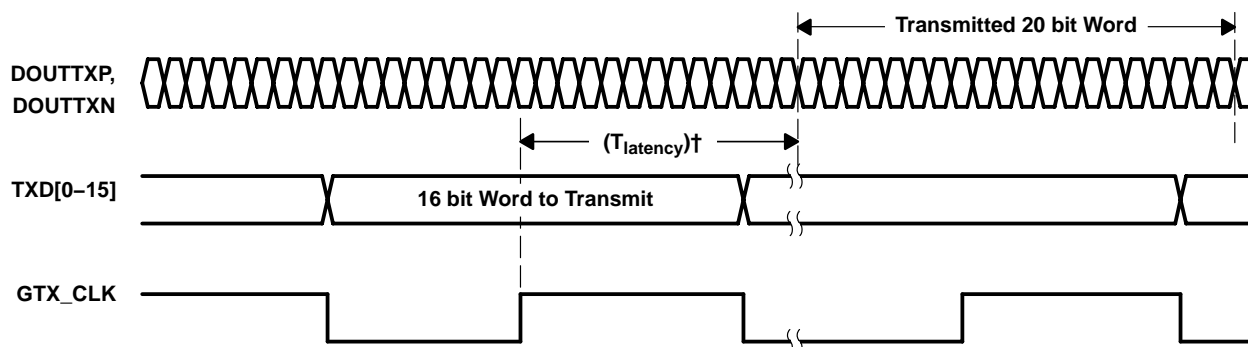 Transmitted 20 bit Word
DOUTTXP,
DOUTTXN
(Tlatency)†
TXD[0–15]
16 bit Word to Transmit
GTX_CLK